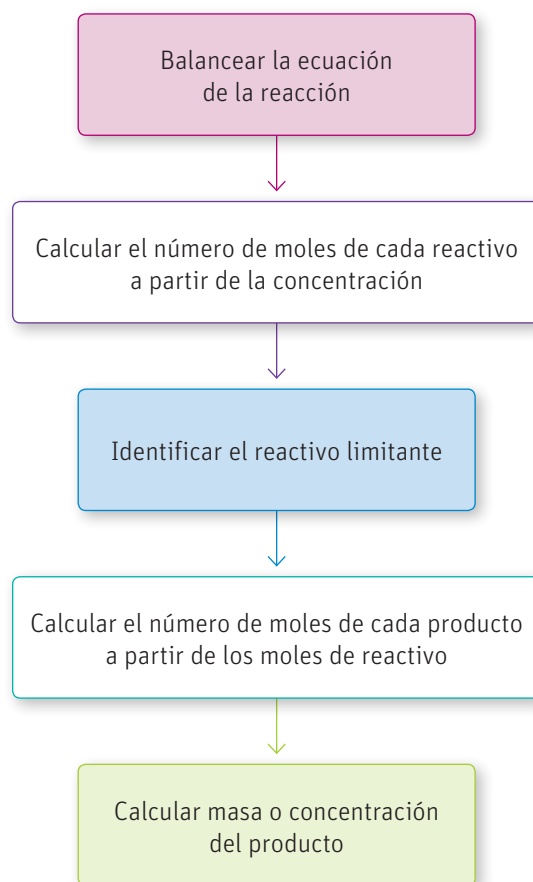 Balancear la ecuación
de la reacción
Calcular el número de moles de cada reactivo
a partir de la concentración
Identificar el reactivo limitante
Calcular el número de moles de cada producto
a partir de los moles de reactivo
Calcular masa o concentración
del producto